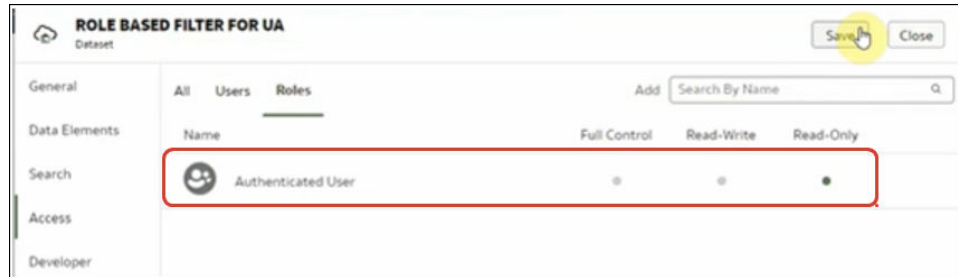 ROLE BASED FILTER FOR UA
Dataset
Save
Close
General
All Users Roles
Add Search By Name
Data Elements
Name Full Control Read-Write Read-Only
Search
Authenticated User
Access
Developer